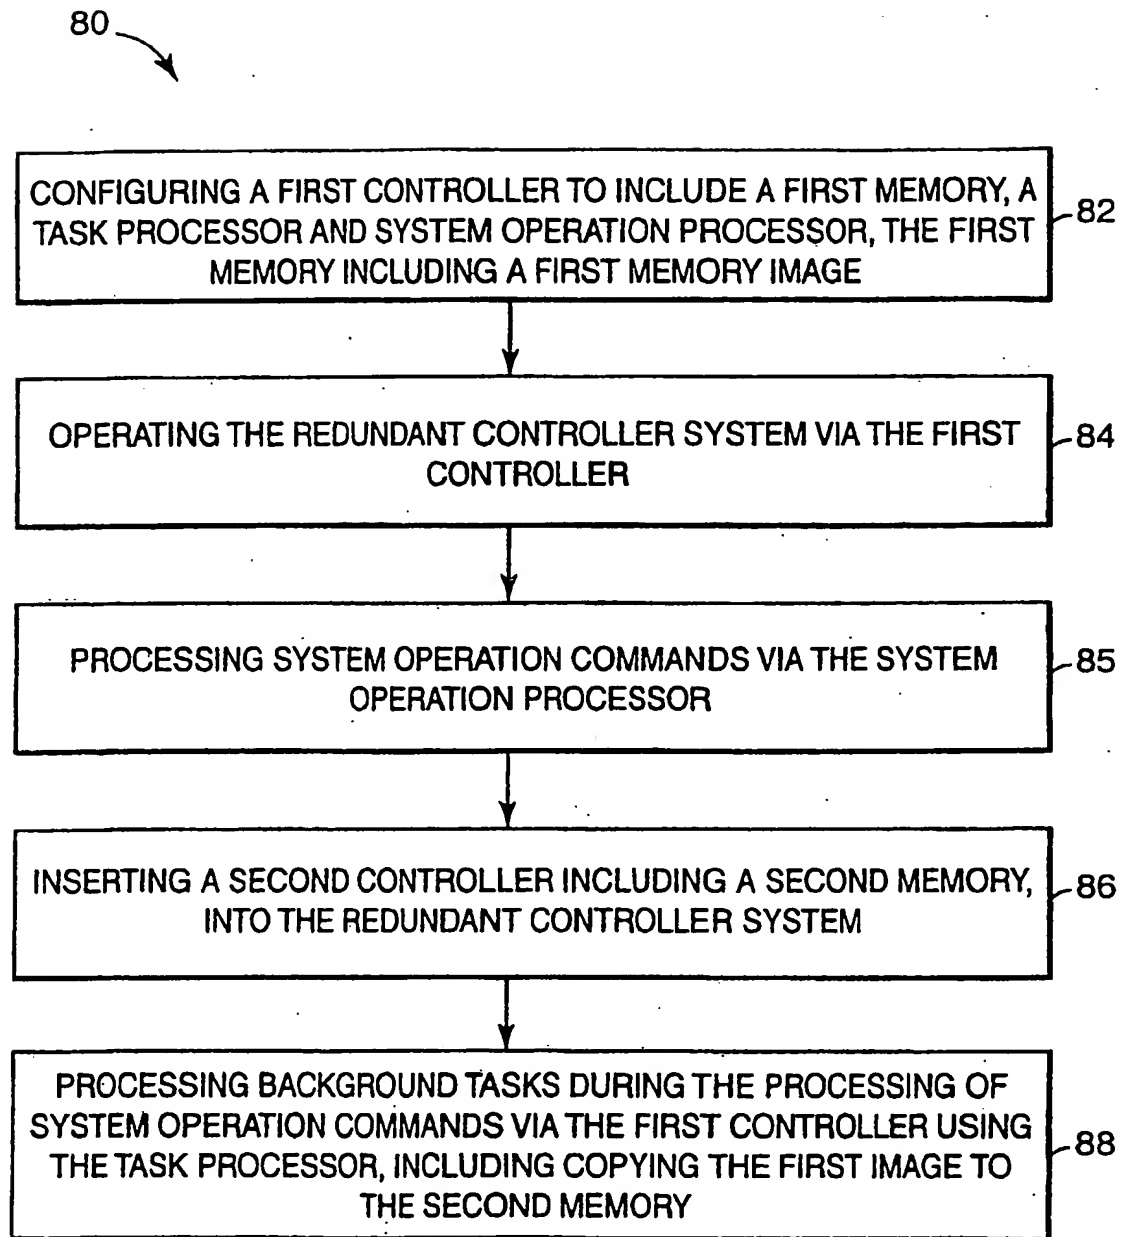 80
CONFIGURING A FIRST CONTROLLER TO INCLUDE A FIRST MEMORY, A
TASK PROCESSOR AND SYSTEM OPERATION PROCESSOR, THE FIRST
MEMORY INCLUDING A FIRST MEMORY IMAGE
82
OPERATING THE REDUNDANT CONTROLLER SYSTEM VIA THE FIRST
CONTROLLER
84
PROCESSING SYSTEM OPERATION COMMANDS VIA THE SYSTEM
OPERATION PROCESSOR
85
INSERTING A SECOND CONTROLLER INCLUDING A SECOND MEMORY,
INTO THE REDUNDANT CONTROLLER SYSTEM
86
PROCESSING BACKGROUND TASKS DURING THE PROCESSING OF
SYSTEM OPERATION COMMANDS VIA THE FIRST CONTROLLER USING
THE TASK PROCESSOR, INCLUDING COPYING THE FIRST IMAGE TO
THE SECOND MEMORY
88